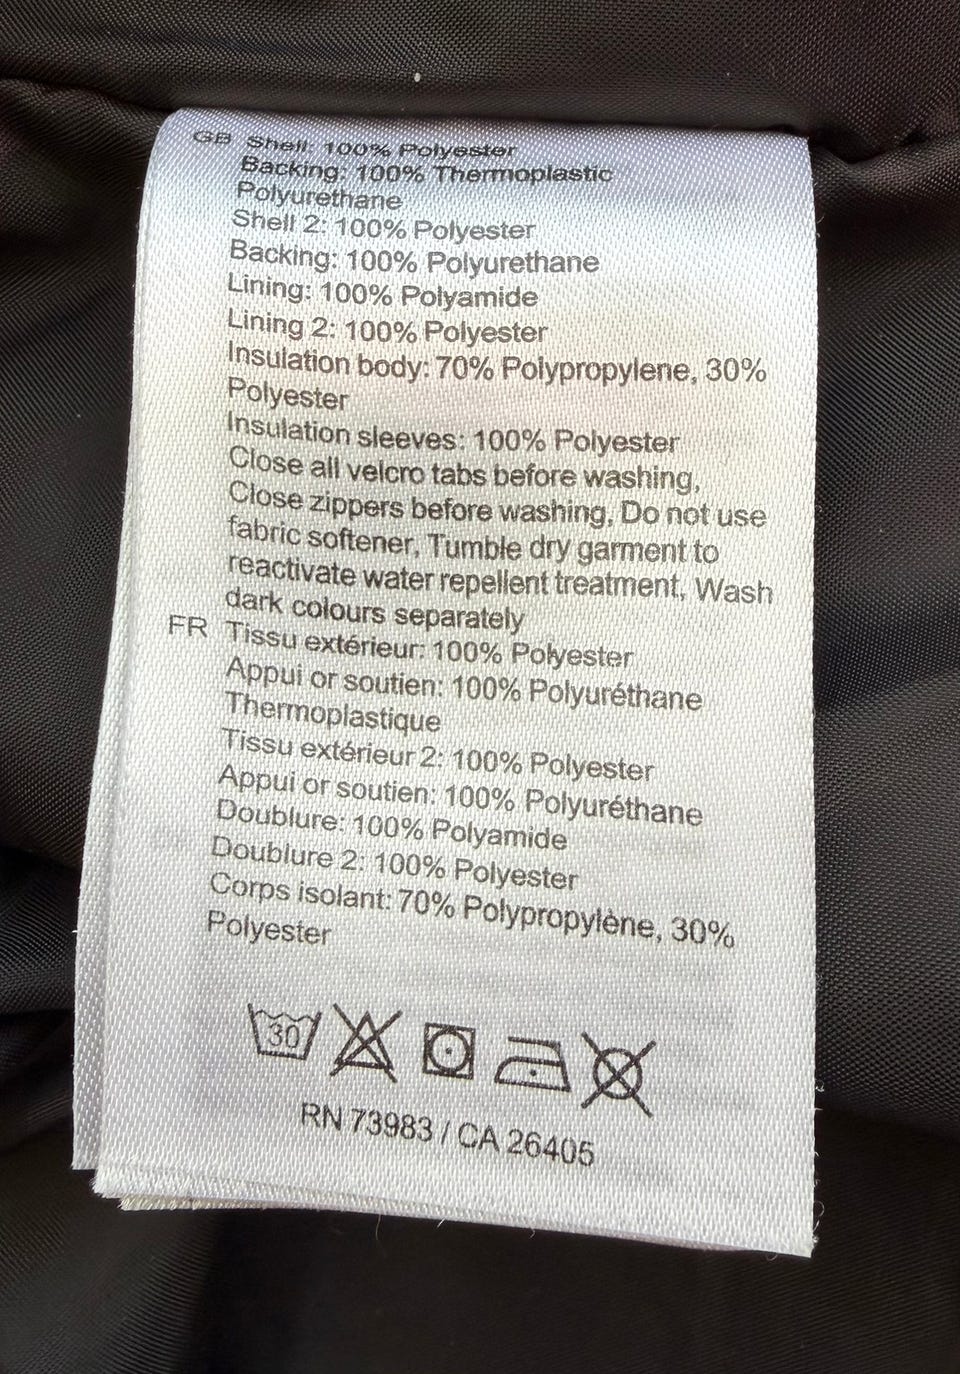 GB Shell: 100% Polyester
Backing: 100% Thermoplastic
Polyurethane
Shell 2: 100% Polyester
Backing: 100% Polyurethane
Lining: 100% Polyamide
Lining 2: 100% Polyester
Insulation body: 70% Polypropylene, 30%
Polyester
Insulation sleeves: 100% Polyester
Close all velcro tabs before washing,
Close zippers before washing, Do not use
fabric softener, Tumble dry garment to
reactivate water repellent treatment, Wash
dark colours separately
FR Tissu extérieur: 100% Polyester
Appui or soutien: 100% Polyuréthane
Thermoplastique
Tissu extérieur 2: 100% Polyester
Appui or soutien: 100% Polyuréthane
Doublure: 100% Polyamide
Doublure 2: 100% Polyester
Corps isolant: 70% Polypropylène, 30%
Polyester
30
RN 73983 / CA 26405